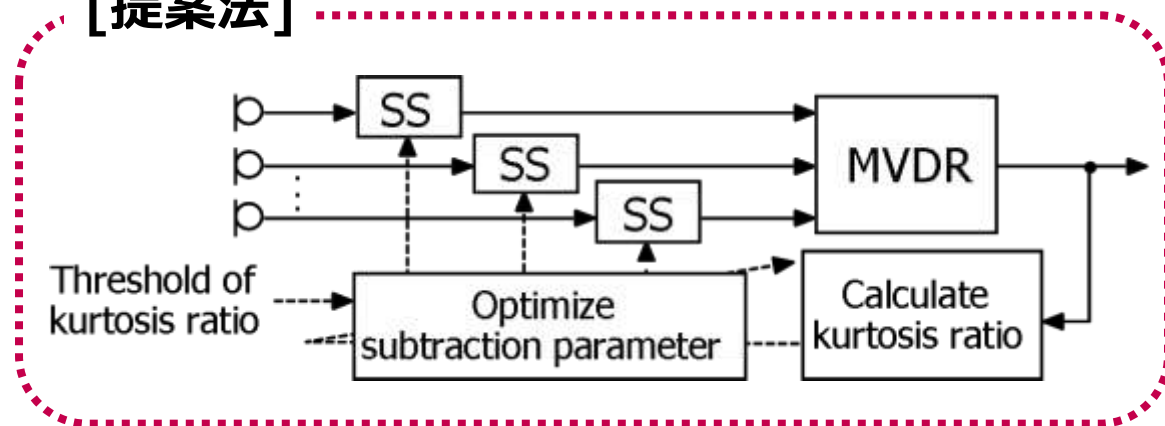 [提案法]
SS
SS
SS
MVDR
Threshold of
kurtosis ratio
Optimize
subtraction parameter
Calculate
kurtosis ratio